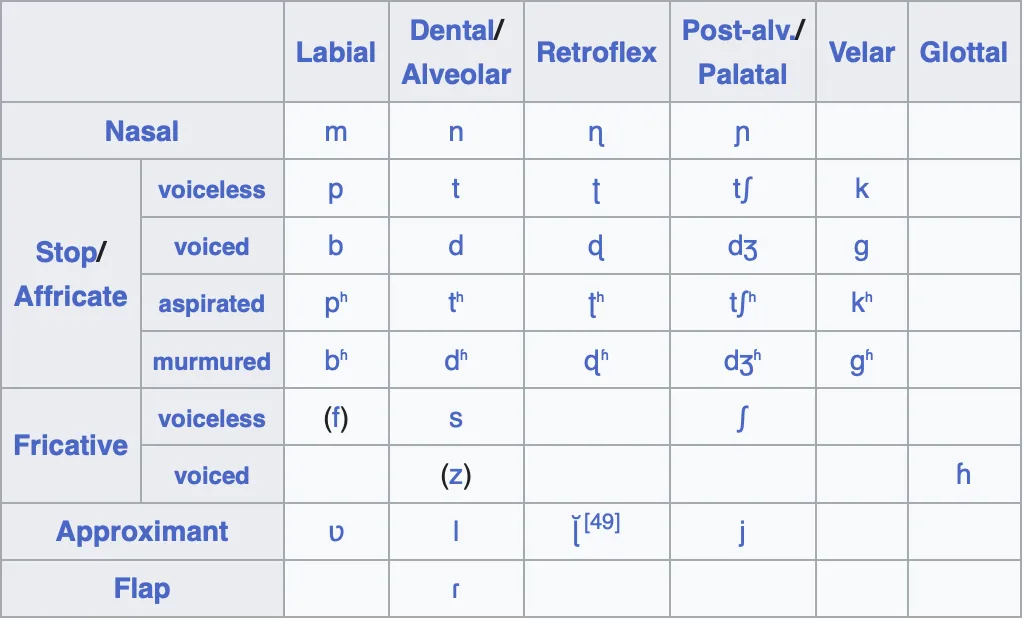 Labial Dental/ Alveolar Retroflex Post-alv./ Palatal Velar Glottal
Nasal m n ɳ ɲ
Stop/ Affricate voiceless p t ʈ tʃ k
voiced b d ɖ dʒ ɡ
aspirated pʰ tʰ ʈʰ tʃʰ kʰ
murmured bʱ dʱ ɖʱ dʒʱ ɡʱ
Fricative voiceless (f) s ʃ
voiced (z) ɦ
Approximant ʋ l ɭ̆[49] j
Flap ɾ